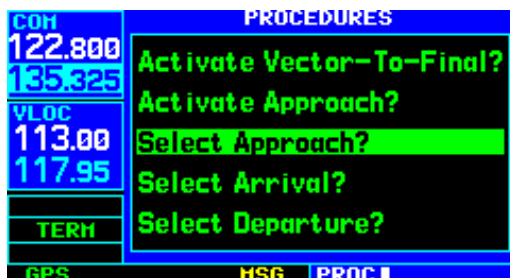 COM
122.800
135.325
VLOC
113.00
117.95
TERM
GPS
PROCEDURES
Activate Vector-To-Final?
Activate Approach?
Select Approach?
Select Arrival?
Select Departure?
MSG
PROC